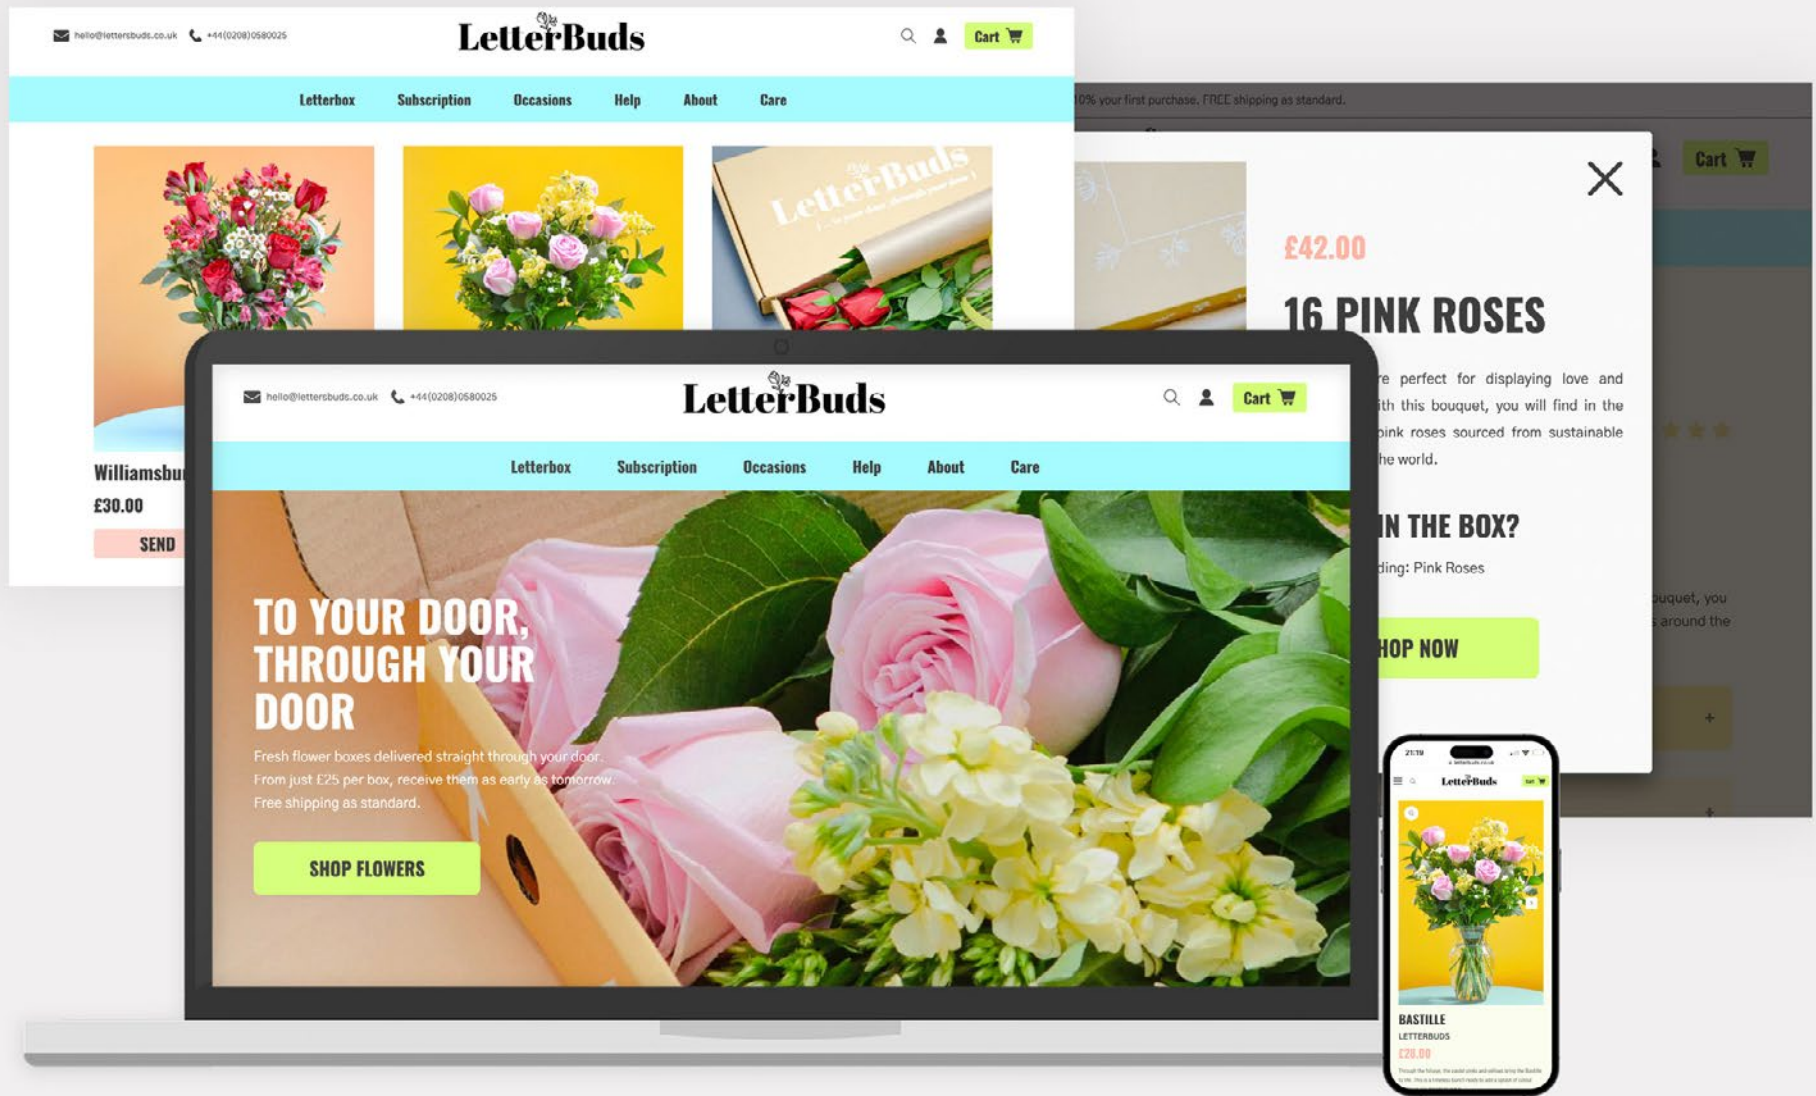 hello@lettersbuds.co.uk +44(0208)0580025
LetterBuds
Cart
Letterbox Subscription Occasions Help About Care
LetterBuds
Williamsbu
£30.00
SEND
10% your first purchase. FREE shipping as standard.
Cart
£42.00
16 PINK ROSES
re perfect for displaying love and
ith this bouquet, you will find in the
pink roses sourced from sustainable
he world.
IN THE BOX?
ding: Pink Roses
HOP NOW
ouquet, you
s around the
+
+
hello@lettersbuds.co.uk +44(0208)0580025
LetterBuds
Cart
Letterbox Subscription Occasions Help About Care
TO YOUR DOOR,
THROUGH YOUR
DOOR
Fresh flower boxes delivered straight through your door.
From just £25 per box, receive them as early as tomorrow.
Free shipping as standard.
SHOP FLOWERS
21:19
LetterBuds
Cart
BASTILLE
LETTERBUDS
£28.00